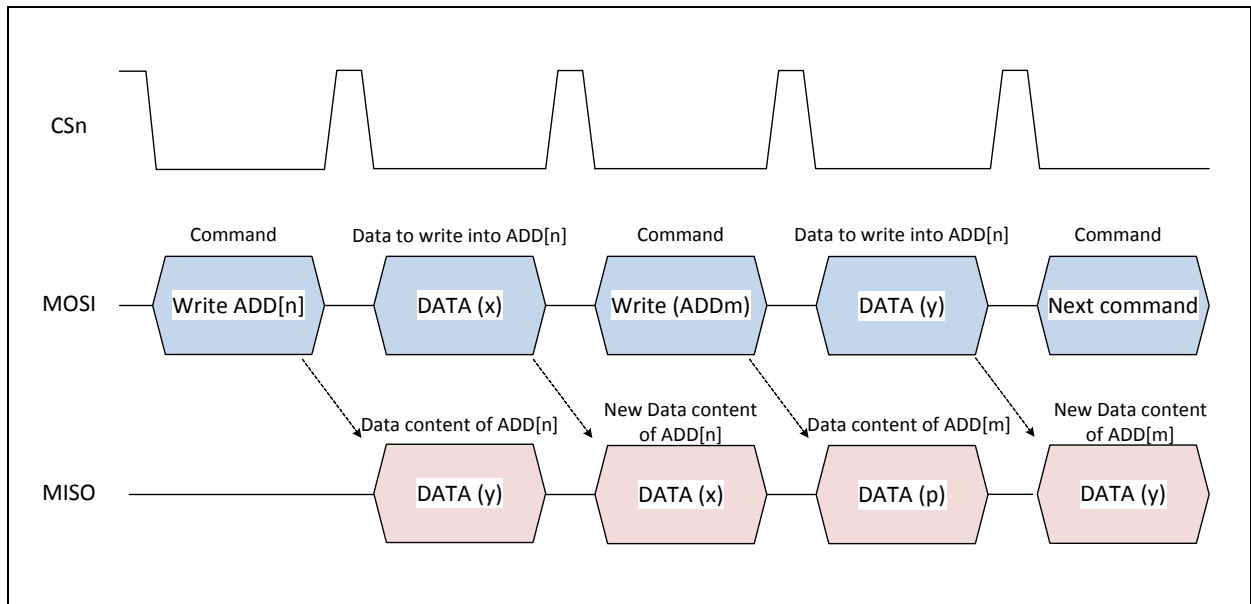 CSn
Command
Data to write into ADD[n]
Command
Data to write into ADD[n]
Command
MOSI
Write ADD[n]
DATA (x)
Write (ADDm)
DATA (y)
Next command
Data content of ADD[n]
New Data content
of ADD[n]
Data content of ADD[m]
New Data content
of ADD[m]
MISO
DATA (y)
DATA (x)
DATA (p)
DATA (y)